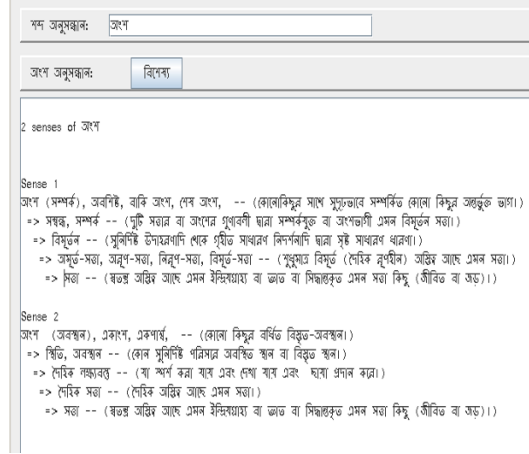 শব্দ অনুসন্ধান: অংশ
অংশ অনুসন্ধান: বিশেষ্য
2 senses of অংশ
Sense 1
অংশ (সম্পর্ক), অবশিষ্ট, বাকি অংশ, শেষ অংশ, -- ((কোনোকিছুর সাথে সুদৃঢ়ভাবে সম্পর্কিত কোনো কিছুর অন্তর্ভুক্ত ভাগ।)
=> সম্বন্ধ, সম্পর্ক -- (দুটি সত্তার বা অংশের গুণাবলী দ্বারা সম্পর্কযুক্ত বা অংশভাগী এমন বিমূর্তন সত্তা।)
=> বিমূর্তন -- (সুনির্দিষ্ট উদাহরণাদি থেকে গৃহীত সাধারণ নিদর্শনাদি দ্বারা সৃষ্ট সাধারণ ধারণা।)
=> অমূর্ত-সত্তা, অরূপ-সত্তা, নিরূপ-সত্তা, বিমূর্ত-সত্তা -- (শুধুমাত্র বিমূর্ত (দৈহিক রূপহীন) অস্তিত্ব আছে এমন সত্তা।)
=> সত্তা -- (স্বতন্ত্র অস্তিত্ব আছে এমন ইন্দ্রিয়গ্রাহ্য বা জ্ঞাত বা সিদ্ধান্তকৃত এমন সত্তা কিছু (জীবিত বা জড়)।)
Sense 2
অংশ (অবস্থান), একাংশ, একপার্শ্ব, -- ((কোনো কিছুর বর্ধিত বিস্তৃত-অবস্থান।)
=> স্থিতি, অবস্থান -- (কোন সুনির্দিষ্ট পরিসরে অবস্থিত স্থান বা বিস্তৃত স্থান।)
=> দৈহিক লক্ষ্যবস্তু -- (যা স্পর্শ করা যায় এবং দেখা যায় এবং ছায়া প্রদান করে।)
=> দৈহিক সত্তা -- (দৈহিক অস্তিত্ব আছে এমন সত্তা।)
=> সত্তা -- (স্বতন্ত্র অস্তিত্ব আছে এমন ইন্দ্রিয়গ্রাহ্য বা জ্ঞাত বা সিদ্ধান্তকৃত এমন সত্তা কিছু (জীবিত বা জড়)।)